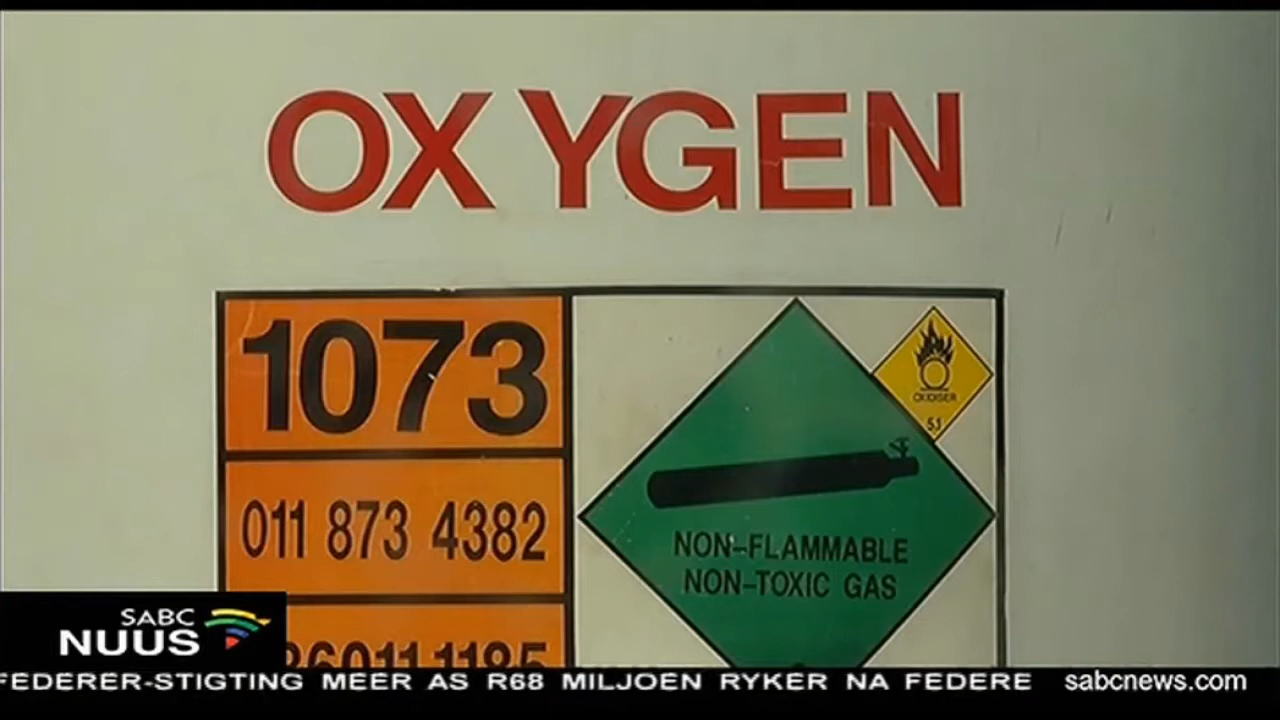 OXYGEN
1073
011 873 4382
OXIDISER
5.1
NON-FLAMMABLE
NON-TOXIC GAS
SABC
NUUS
FEDERER-STIGTING MEER AS R68 MILJOEN RYKER NA FEDERE
sabcnews.com